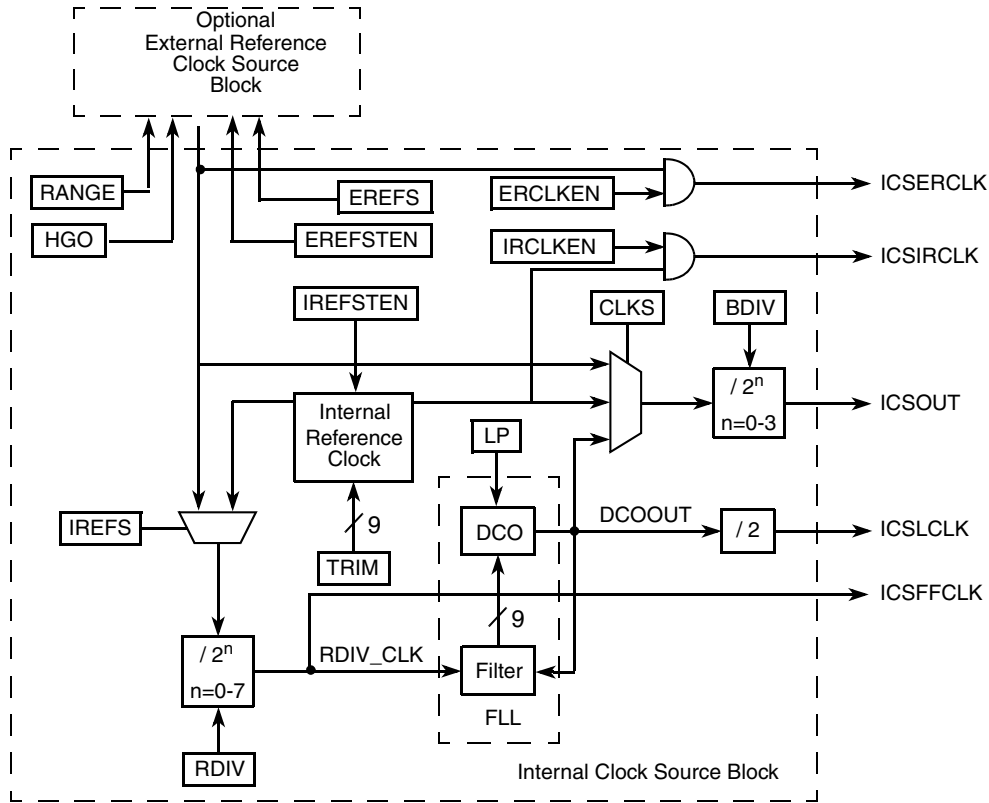 Optional
External Reference
Clock Source
Block
RANGE
HGO
EREFS
EREFSTEN
ERCLKEN
IRCLKEN
ICSERCLK
ICSIRCLK
IREFSTEN
CLKS
BDIV
Internal
Reference
Clock
LP
/ 2ⁿ
n=0-3
ICSOUT
IREFS
9
TRIM
DCO
DCOOUT
/ 2
ICSLCLK
ICSFFCLK
9
/ 2ⁿ
n=0-7
RDIV_CLK
Filter
FLL
RDIV
Internal Clock Source Block